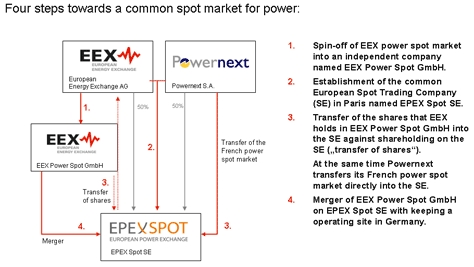 Four steps towards a common spot market for power:
EEX
EUROPEAN
ENERGY EXCHANGE
European
Energy Exchange AG
Powernext
Powernext S.A.
1.
50%
2.
50%
Transfer of the
French power
spot market
EEX
EUROPEAN
ENERGY EXCHANGE
EEX Power Spot GmbH
3.
Transfer
of shares
4.
Merger
EPEXSPOT
EUROPEAN POWER EXCHANGE
EPEX Spot SE
3.
1. Spin-off of EEX power spot market
into an independent company
named EEX Power Spot GmbH.
2. Establishment of the common
European Spot Trading Company
(SE) in Paris named EPEX Spot SE.
3. Transfer of the shares that EEX
holds in EEX Power Spot GmbH into
the SE against shareholding on the
SE („transfer of shares“).
At the same time Powernext
transfers its French power spot
market directly into the SE.
4. Merger of EEX Power Spot GmbH
on EPEX Spot SE with keeping a
operating site in Germany.